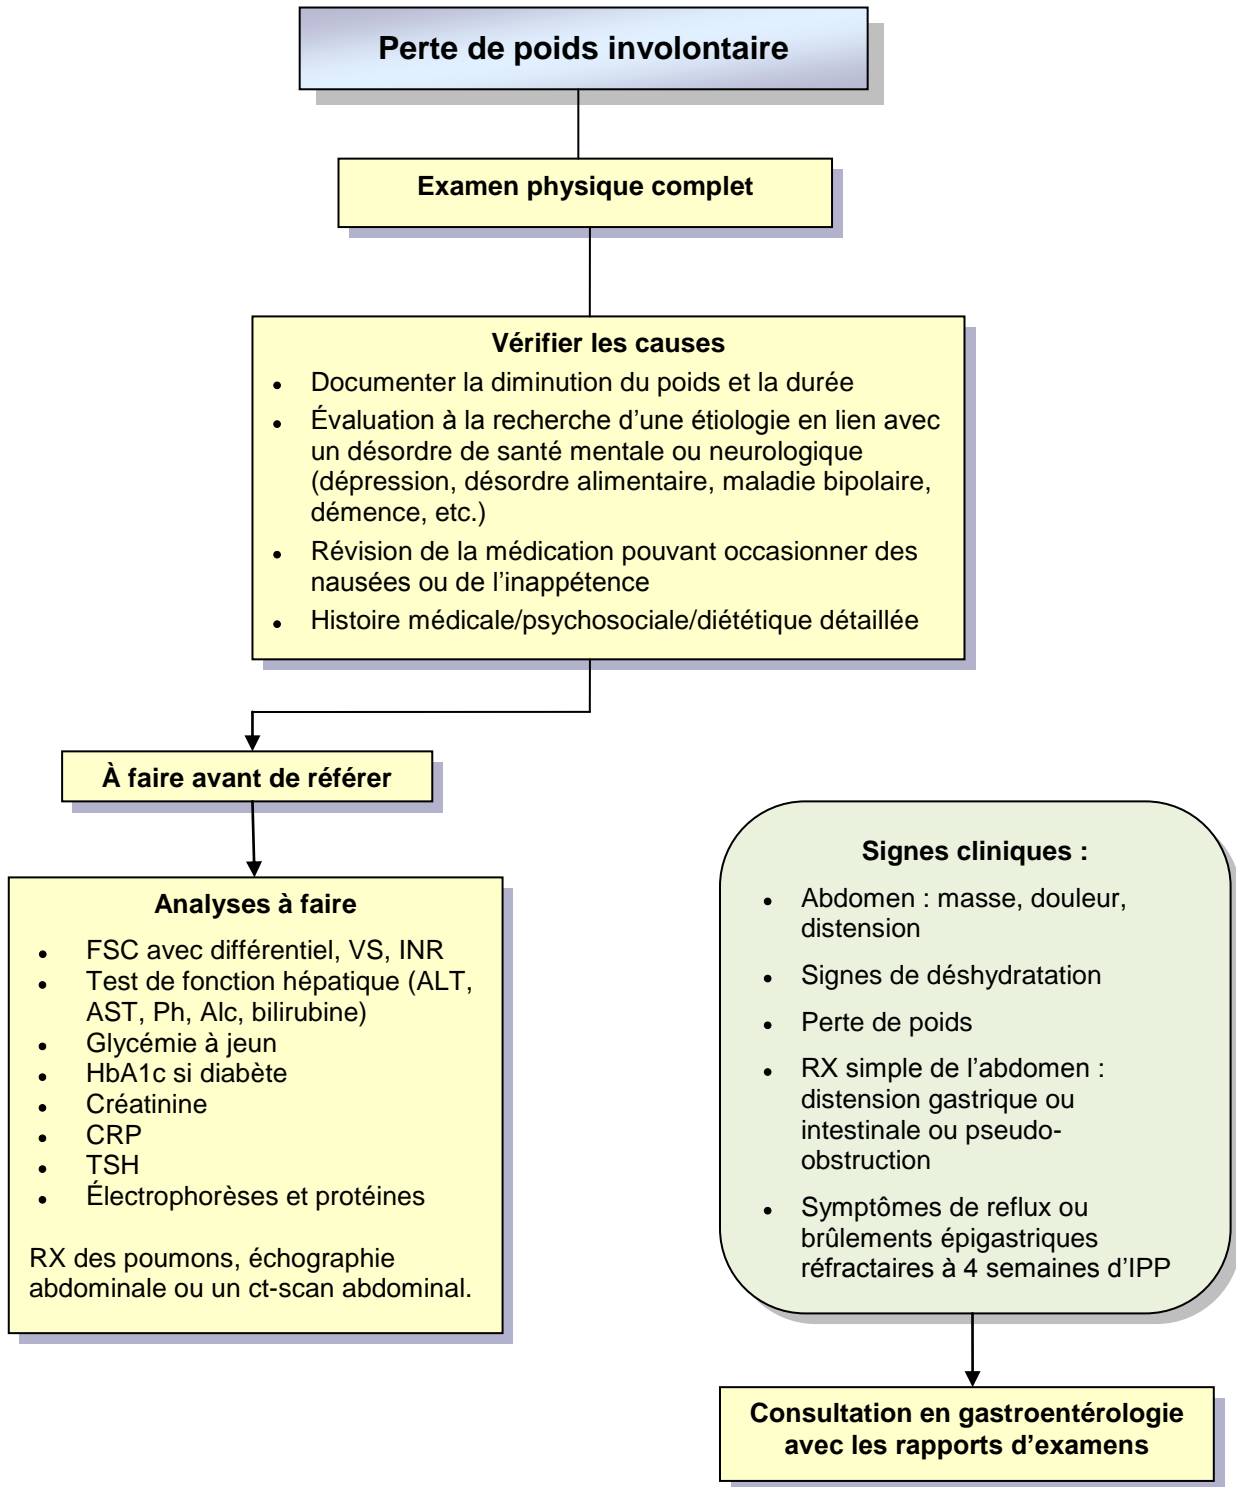 Perte de poids involontaire
Examen physique complet
Vérifier les causes
• Documenter la diminution du poids et la durée
• Évaluation à la recherche d’une étiologie en lien avec
un désordre de santé mentale ou neurologique
(dépression, désordre alimentaire, maladie bipolaire,
démence, etc.)
• Révision de la médication pouvant occasionner des
nausées ou de l’inappétence
• Histoire médicale/psychosociale/diététique détaillée
À faire avant de référer
Analyses à faire
• FSC avec différentiel, VS, INR
• Test de fonction hépatique (ALT,
AST, Ph, Alc, bilirubine)
• Glycémie à jeun
• HbA1c si diabète
• Créatinine
• CRP
• TSH
• Électrophorèses et protéines
RX des poumons, échographie
abdominale ou un ct-scan abdominal.
Signes cliniques :
• Abdomen : masse, douleur,
distension
• Signes de déshydratation
• Perte de poids
• RX simple de l’abdomen :
distension gastrique ou
intestinale ou pseudo-
obstruction
• Symptômes de reflux ou
brûlements épigastriques
réfractaires à 4 semaines d’IPP
Consultation en gastroentérologie
avec les rapports d’examens